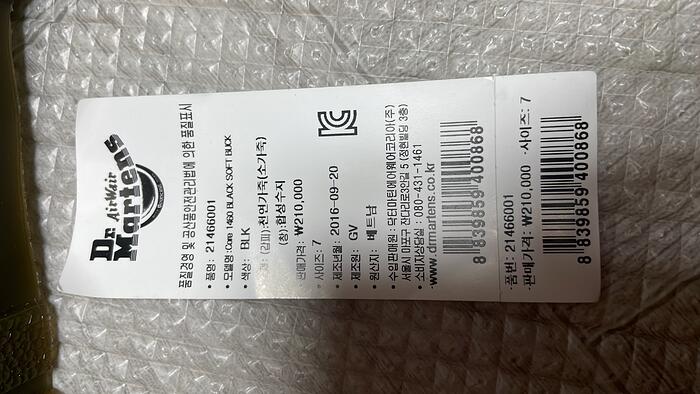 Dr.
Air Wair
Martens
품질경영 및 공산품안전관리법에 의한 품질표시
• 품명 : 21466001
• 모델명 : Core 1460 BLACK SOFT BUCK
• 색상 : BLK
(갑피):천연가죽(소가죽)
(창):합성수지
판매가격 : ₩210,000
• 사이즈 : 7
• 제조년월 : 2016-09-20
• 제조원 : GV
• 원산지 : 베트남
• 수입판매원 : 닥터마틴에어웨어코리아(주)
서울시 마포구 잔다리로3안길 5 (정현빌딩 3층)
• 소비자상담실 : 080-431-1461
•www.drmartens.co.kr
8 839859 400868
·품번 : 21466001
·판매가격: ₩210,000 ·사이즈: 7
8 839859 400868